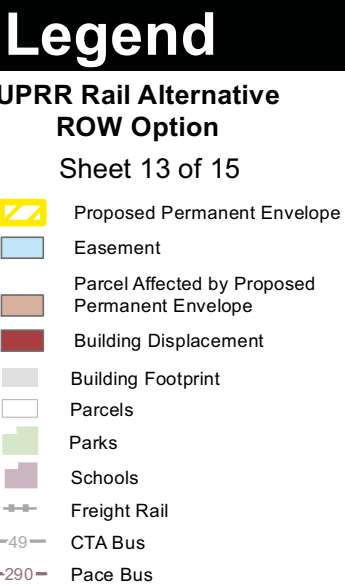 Legend
UPRR Rail Alternative
ROW Option
Sheet 13 of 15
Proposed Permanent Envelope
Easement
Parcel Affected by Proposed
Permanent Envelope
Building Displacement
Building Footprint
Parcels
Parks
Schools
Freight Rail
49 CTA Bus
290 Pace Bus